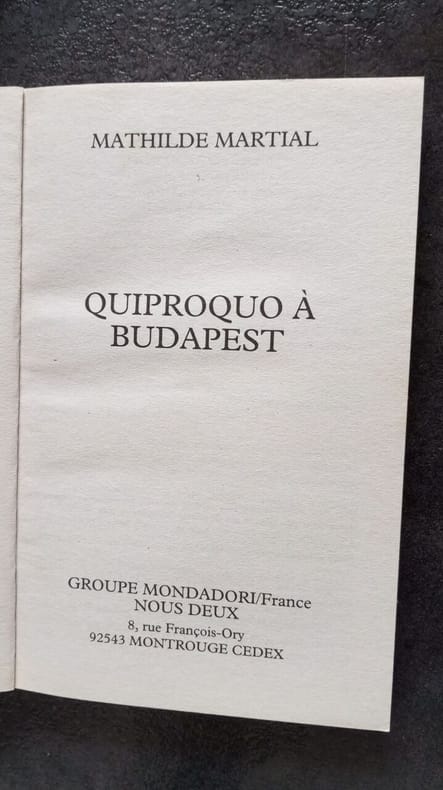 MATHILDE MARTIAL
QUIPROQUO À
BUDAPEST
GROUPE MONDADORI/France
NOUS DEUX
8, rue François-Ory
92543 MONTROUGE CEDEX